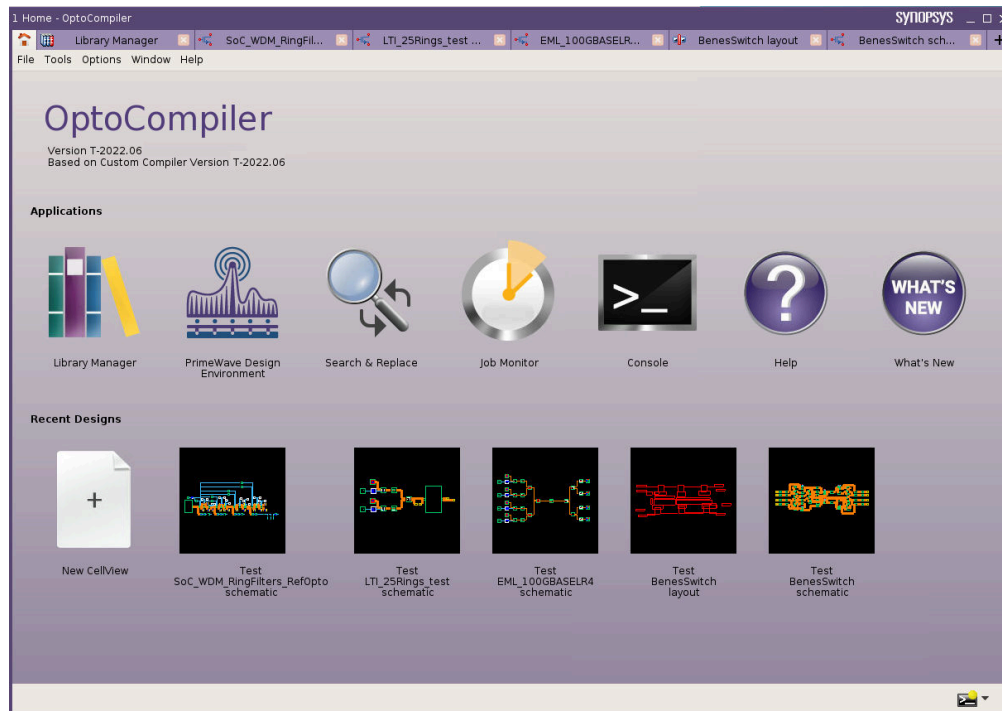 1 Home - OptoCompiler
SYNOPSYS
Library Manager
SoC_WDM_RingFil...
LTI_25Rings_test ...
EML_100GBASELR...
BenesSwitch layout
BenesSwitch sch...
File Tools Options Window Help
OptoCompiler
Version T-2022.06
Based on Custom Compiler Version T-2022.06
Applications
>_
?
WHAT'S
NEW
Library Manager
PrimeWave Design
Environment
Search & Replace
Job Monitor
Console
Help
What's New
Recent Designs
New CellView
Test
SoC_WDM_RingFilters_RefOpto
schematic
Test
LTI_25Rings_test
schematic
Test
EML_100GBASELR4
schematic
Test
BenesSwitch
layout
Test
BenesSwitch
schematic